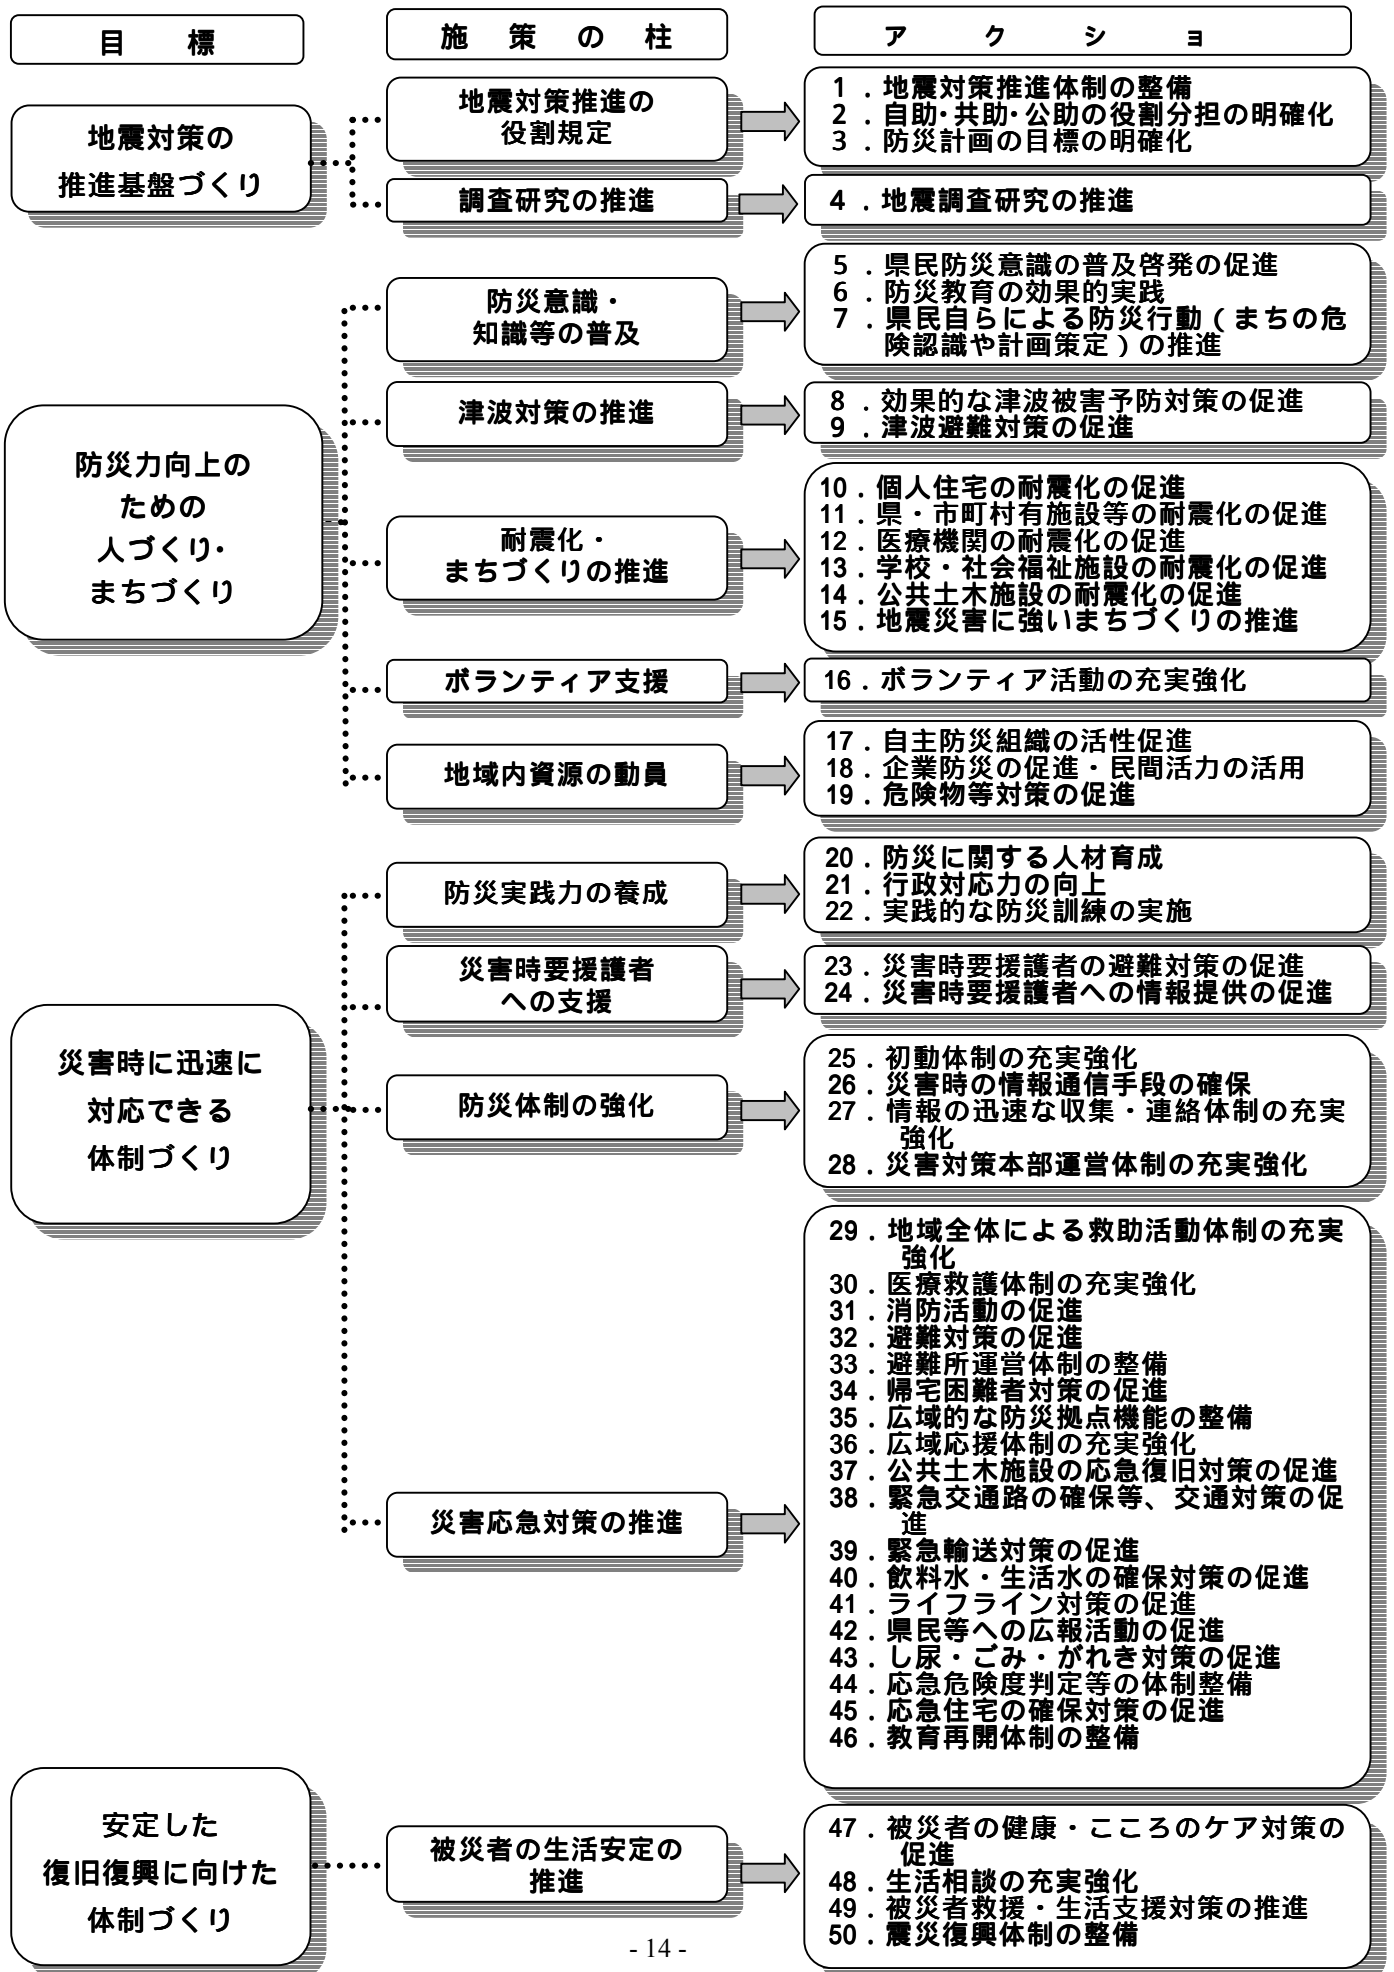 目 標
施 策 の 柱
ア ク シ ョ
地震対策の
推進基盤づくり
地震対策推進の
役割規定
1．地震対策推進体制の整備
2．自助・共助・公助の役割分担の明確化
3．防災計画の目標の明確化
調査研究の推進
4．地震調査研究の推進
防災力向上の
ための
人づくり・
まちづくり
防災意識・
知識等の普及
5．県民防災意識の普及啓発の促進
6．防災教育の効果的実践
7．県民自らによる防災行動（まちの危
険認識や計画策定）の推進
津波対策の推進
8．効果的な津波被害予防対策の促進
9．津波避難対策の促進
耐震化・
まちづくりの推進
10．個人住宅の耐震化の促進
11．県・市町村有施設等の耐震化の促進
12．医療機関の耐震化の促進
13．学校・社会福祉施設の耐震化の促進
14．公共土木施設の耐震化の促進
15．地震災害に強いまちづくりの推進
ボランティア支援
16．ボランティア活動の充実強化
地域内資源の動員
17．自主防災組織の活性促進
18．企業防災の促進・民間活力の活用
19．危険物等対策の促進
災害時に迅速に
対応できる
体制づくり
防災実践力の養成
20．防災に関する人材育成
21．行政対応力の向上
22．実践的な防災訓練の実施
災害時要援護者
への支援
23．災害時要援護者の避難対策の促進
24．災害時要援護者への情報提供の促進
防災体制の強化
25．初動体制の充実強化
26．災害時の情報通信手段の確保
27．情報の迅速な収集・連絡体制の充実
強化
28．災害対策本部運営体制の充実強化
災害応急対策の推進
29．地域全体による救助活動体制の充実
強化
30．医療救護体制の充実強化
31．消防活動の促進
32．避難対策の促進
33．避難所運営体制の整備
34．帰宅困難者対策の促進
35．広域的な防災拠点機能の整備
36．広域応援体制の充実強化
37．公共土木施設の応急復旧対策の促進
38．緊急交通路の確保等、交通対策の促
進
39．緊急輸送対策の促進
40．飲料水・生活水の確保対策の促進
41．ライフライン対策の促進
42．県民等への広報活動の促進
43．し尿・ごみ・がれき対策の促進
44．応急危険度判定等の体制整備
45．応急住宅の確保対策の促進
46．教育再開体制の整備
安定した
復旧復興に向けた
体制づくり
被災者の生活安定の
推進
47．被災者の健康・こころのケア対策の
促進
48．生活相談の充実強化
49．被災者救援・生活支援対策の推進
50．震災復興体制の整備
- 14 -